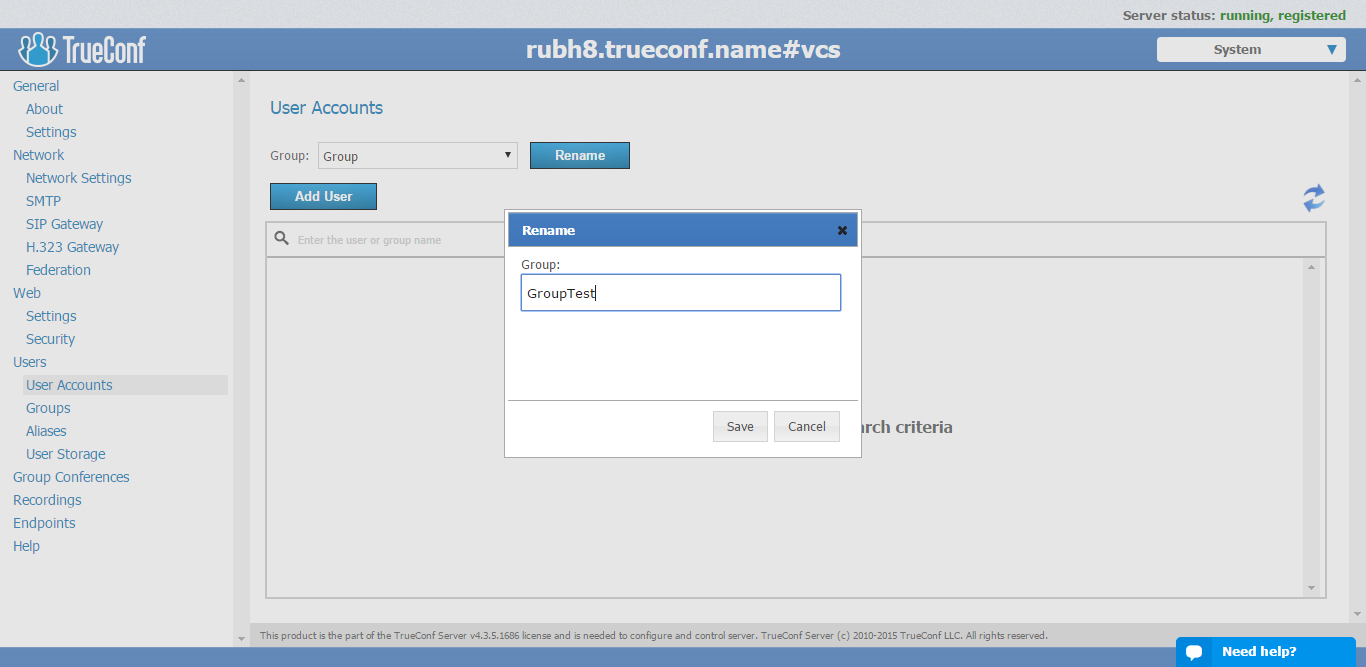 Server status: running, registered
TrueConf
rubh8.trueconf.name#vcs
System
General
About
Settings
Network
Network Settings
SMTP
SIP Gateway
H.323 Gateway
Federation
Web
Settings
Security
Users
User Accounts
Groups
Aliases
User Storage
Group Conferences
Recordings
Endpoints
Help
User Accounts
Group: Group Rename
Add User
Enter the user or group name
Rename
Group:
GroupTest
Save Cancel
criteria
This product is the part of the TrueConf Server v4.3.5.1686 license and is needed to configure and control server. TrueConf Server (c) 2010-2015 TrueConf LLC. All rights reserved.
Need help?